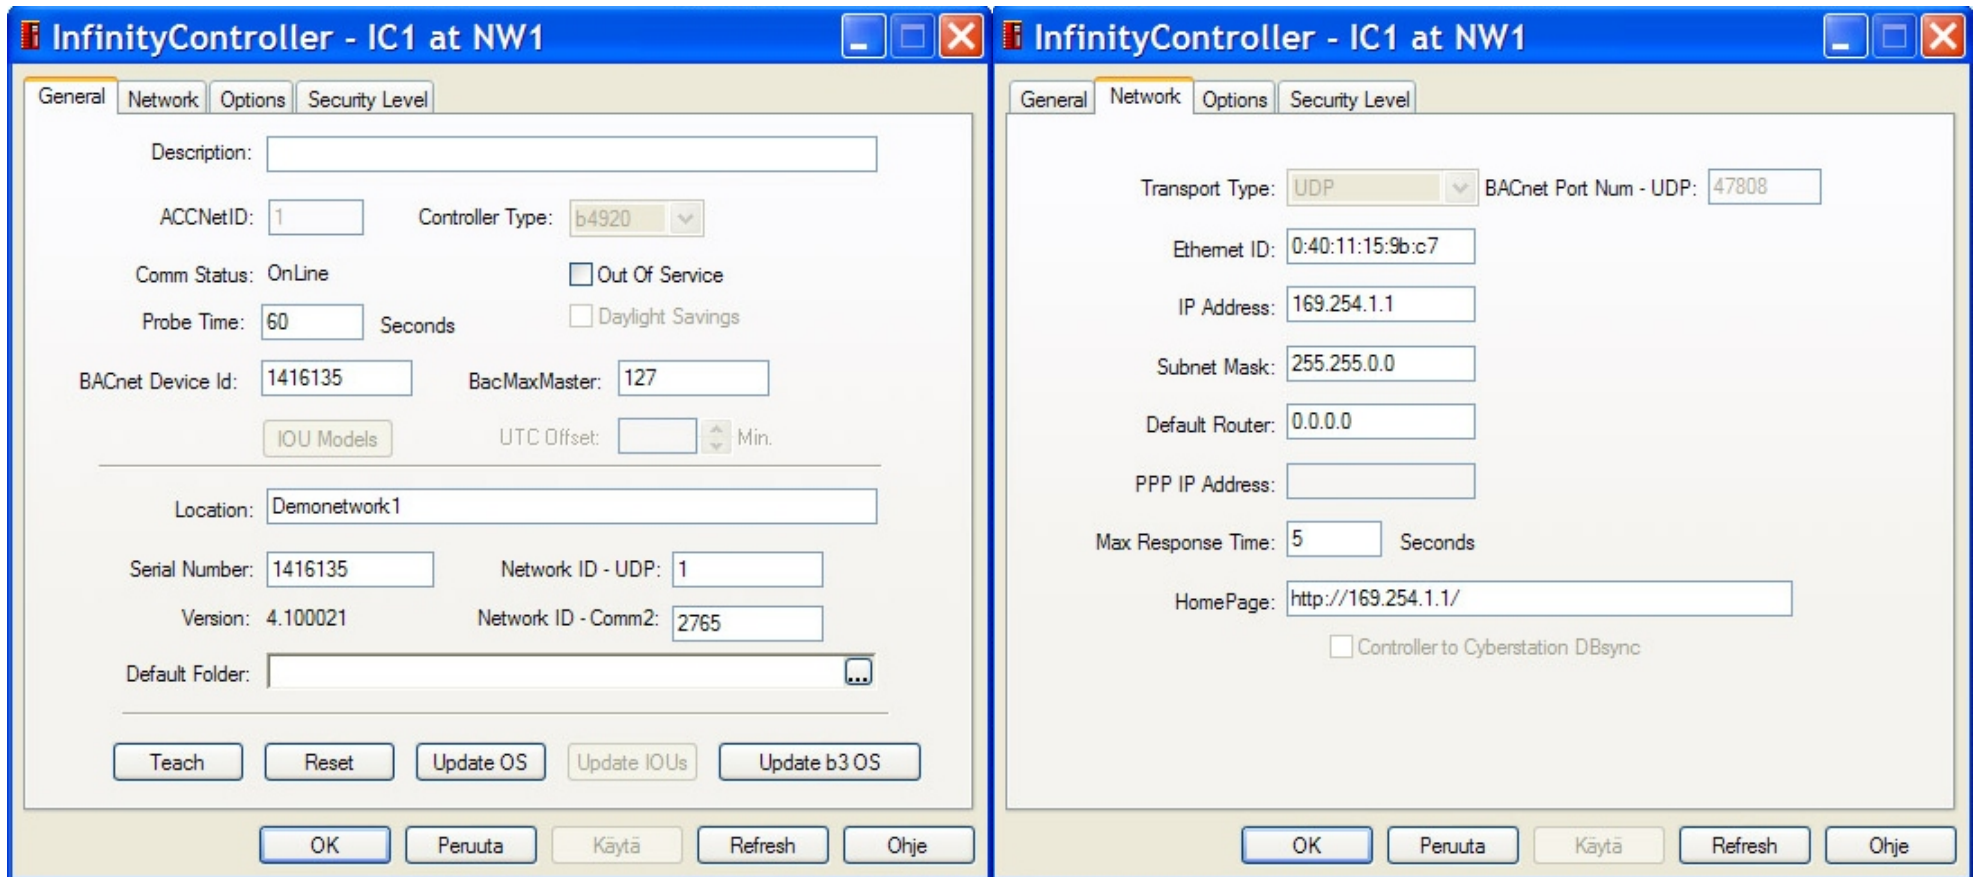 InfinityController - IC1 at NW1
General Network Options Security Level
Description:
ACCNetID: 1 Controller Type: b4920
Comm Status: OnLine Out Of Service
Probe Time: 60 Seconds Daylight Savings
BACnet Device Id: 1416135 BacMaxMaster: 127
IOU Models UTC Offset: Min.
Location: Demonetwork1
Serial Number: 1416135 Network ID - UDP: 1
Version: 4.100021 Network ID - Comm2: 2765
Default Folder: ...
Teach Reset Update OS Update IOUs Update b3 OS
OK Peruuta Käytä Refresh Ohje
InfinityController - IC1 at NW1
General Network Options Security Level
Transport Type: UDP BACnet Port Num - UDP: 47808
Ethernet ID: 0:40:11:15:9b:c7
IP Address: 169.254.1.1
Subnet Mask: 255.255.0.0
Default Router: 0.0.0.0
PPP IP Address:
Max Response Time: 5 Seconds
HomePage: http://169.254.1.1/
Controller to Cyberstation DBsync
OK Peruuta Käytä Refresh Ohje